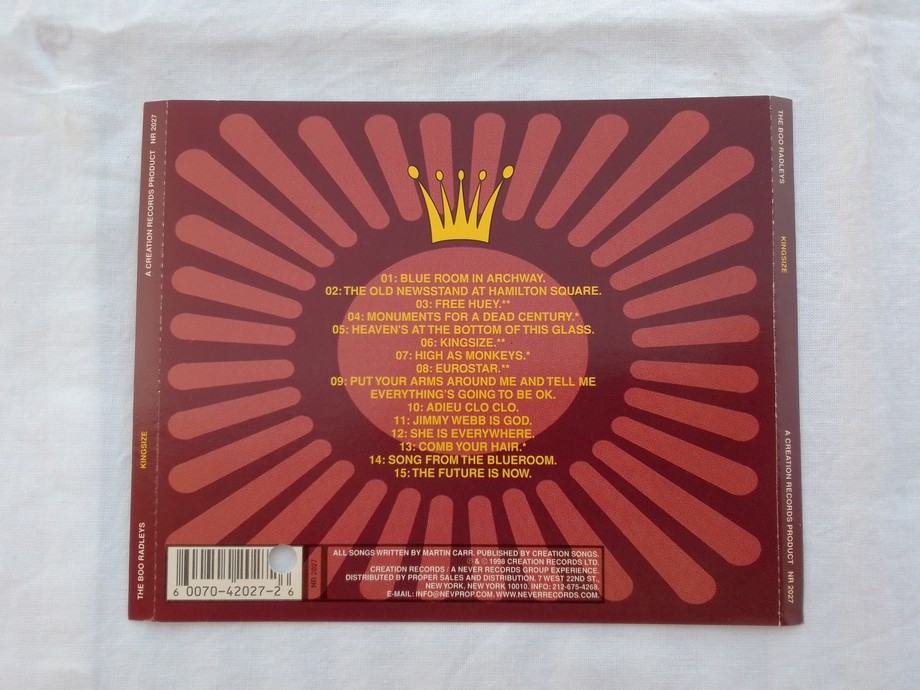 A CREATION RECORDS PRODUCT NR 2027
KINGSIZE
THE BOO RADLEYS
01: BLUE ROOM IN ARCHWAY.
02: THE OLD NEWSSTAND AT HAMILTON SQUARE.
03: FREE HUEY.**
04: MONUMENTS FOR A DEAD CENTURY.*
05: HEAVEN'S AT THE BOTTOM OF THIS GLASS.
06: KINGSIZE.**
07: HIGH AS MONKEYS.*
08: EUROSTAR.**
09: PUT YOUR ARMS AROUND ME AND TELL ME
EVERYTHING'S GOING TO BE OK.
10: ADIEU CLO CLO.
11: JIMMY WEBB IS GOD.
12: SHE IS EVERYWHERE.
13: COMB YOUR HAIR.*
14: SONG FROM THE BLUEROOM.
15: THE FUTURE IS NOW.
6 0070-42027-2 6
NR 2027
ALL SONGS WRITTEN BY MARTIN CARR. PUBLISHED BY CREATION SONGS.
℗ & © 1998 CREATION RECORDS LTD.
CREATION RECORDS / A NEVER RECORDS GROUP EXPERIENCE.
DISTRIBUTED BY PROPER SALES AND DISTRIBUTION. 7 WEST 22ND ST.,
NEW YORK, NEW YORK 10010. INFO: 212-675-4268.
E-MAIL: INFO@NEVPROP.COM. WWW.NEVERRECORDS.COM.
THE BOO RADLEYS
KINGSIZE
A CREATION RECORDS PRODUCT NR 2027